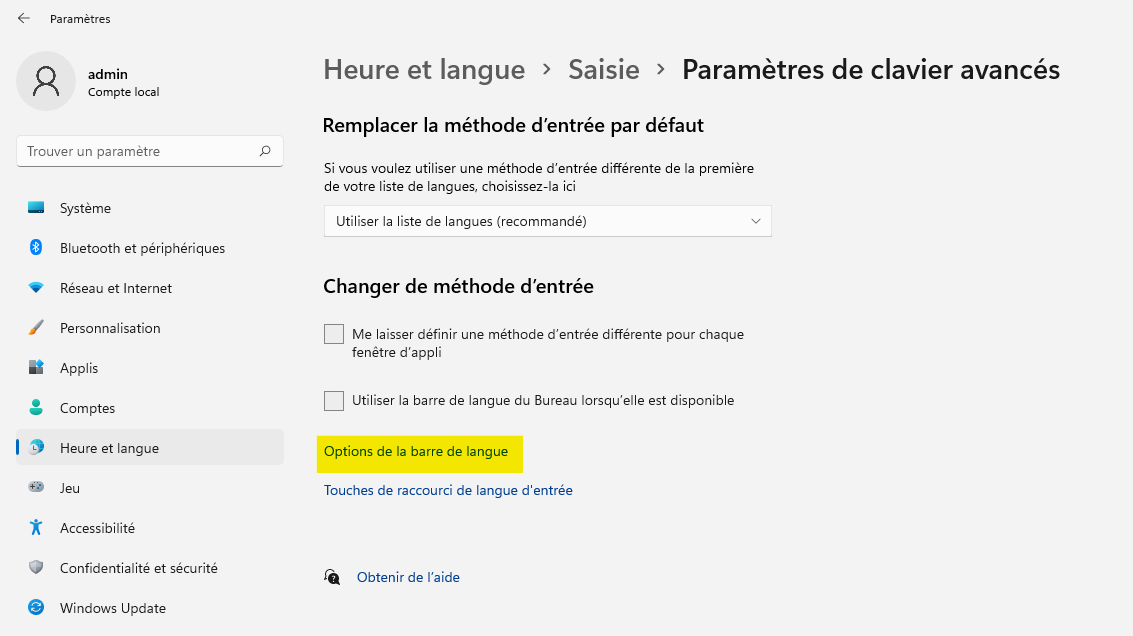 Paramètres
admin
Compte local
Trouver un paramètre
Système
Bluetooth et périphériques
Réseau et Internet
Personnalisation
Applis
Comptes
Heure et langue
Jeu
Accessibilité
Confidentialité et sécurité
Windows Update
Heure et langue › Saisie › Paramètres de clavier avancés
Remplacer la méthode d’entrée par défaut
Si vous voulez utiliser une méthode d’entrée différente de la première
de votre liste de langues, choisissez-la ici
Utiliser la liste de langues (recommandé)
Changer de méthode d’entrée
Me laisser définir une méthode d’entrée différente pour chaque
fenêtre d’appli
Utiliser la barre de langue du Bureau lorsqu’elle est disponible
Options de la barre de langue
Touches de raccourci de langue d'entrée
Obtenir de l’aide